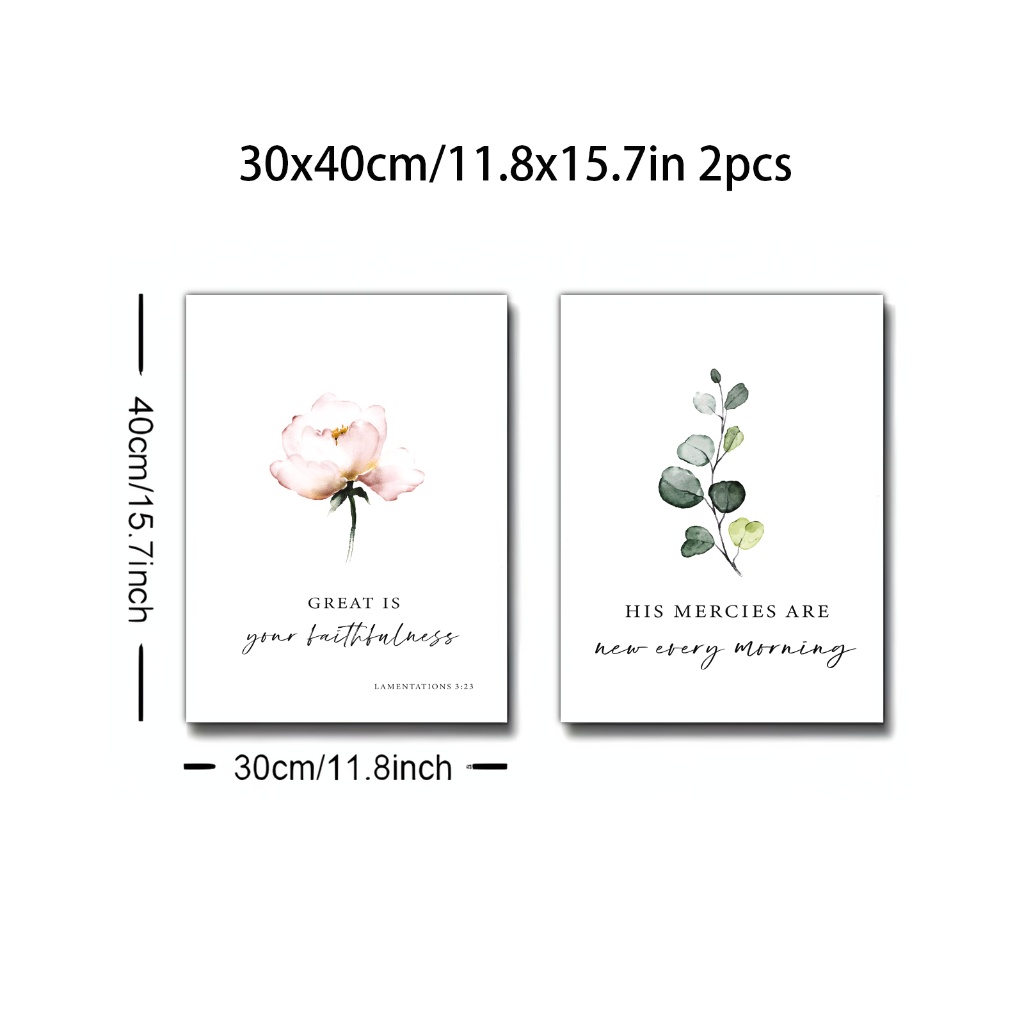 30x40cm/11.8x15.7in 2pcs
40cm/15.7inch
GREAT IS
your faithfulness
LAMENTATIONS 3:23
HIS MERCIES ARE
new every morning
30cm/11.8inch